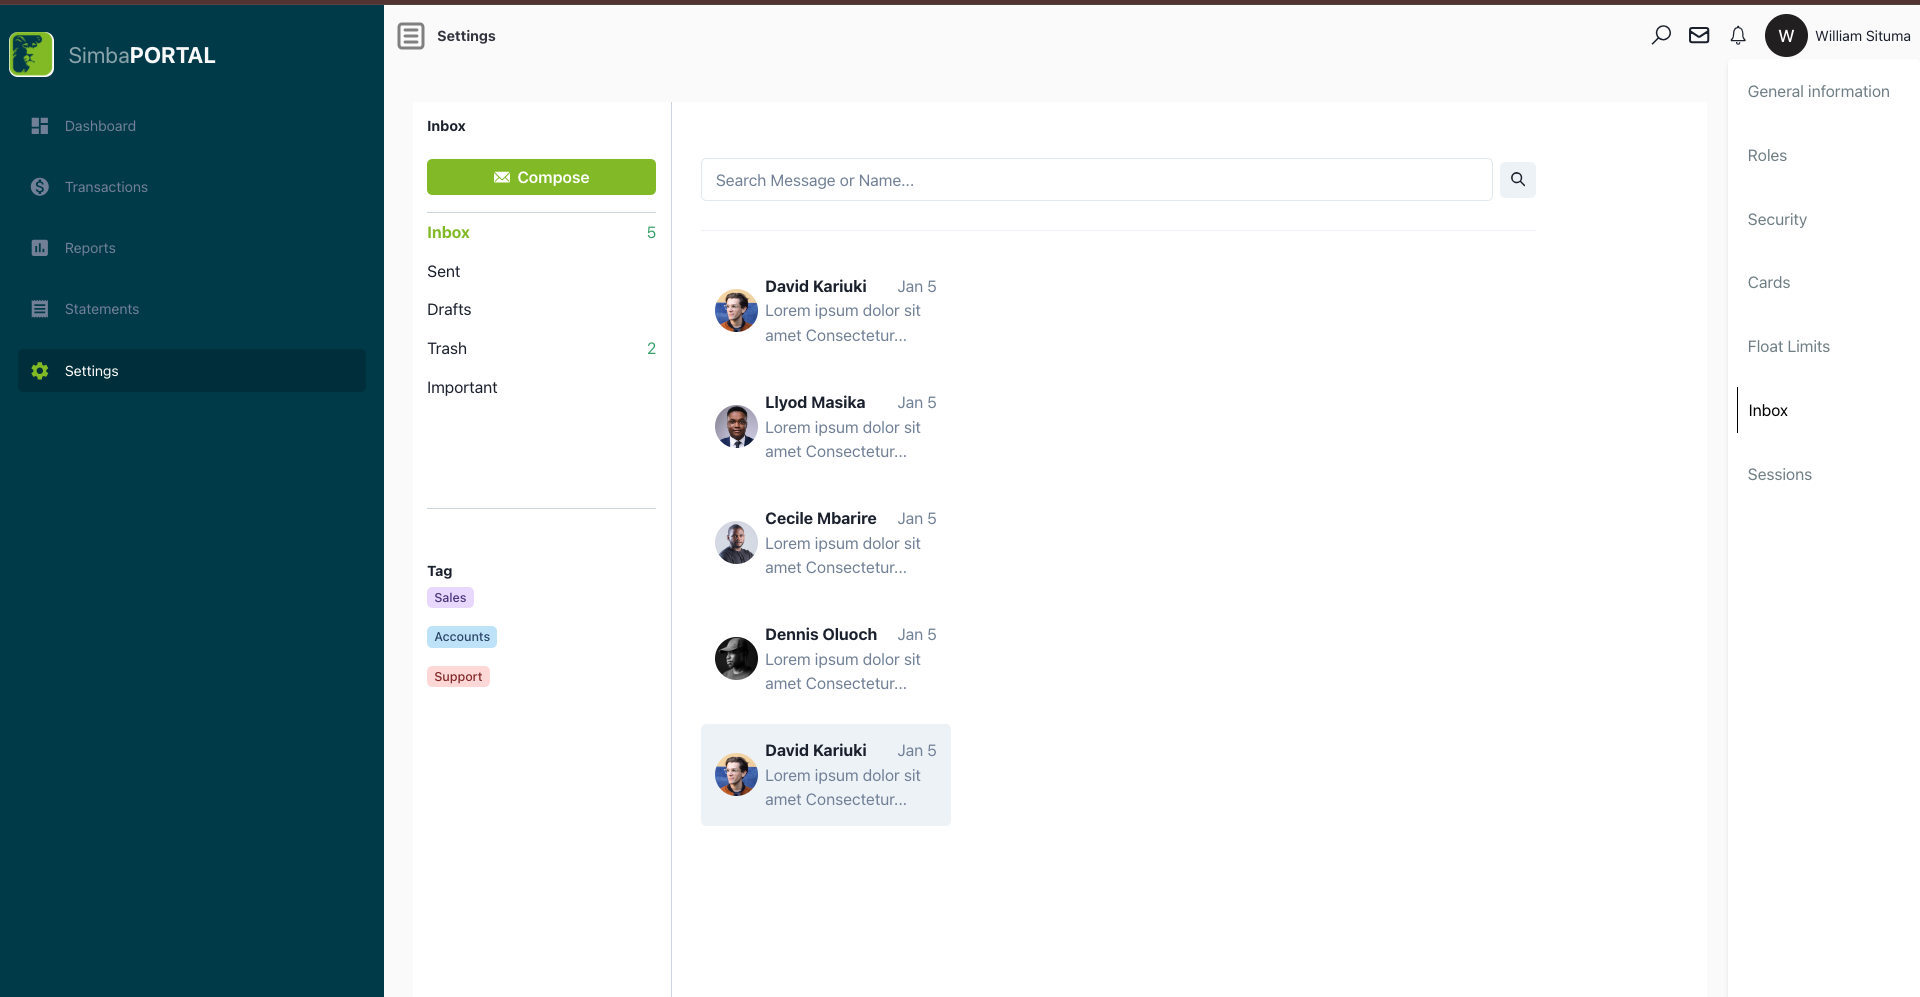 SimbaPORTAL
Dashboard
Transactions
Reports
Statements
Settings
Settings
W
William Situma
Inbox
Compose
Inbox 5
Sent
Drafts
Trash 2
Important
Tag
Sales
Accounts
Support
Search Message or Name...
David Kariuki Jan 5
Lorem ipsum dolor sit
amet Consectetur...
Llyod Masika Jan 5
Lorem ipsum dolor sit
amet Consectetur...
Cecile Mbarire Jan 5
Lorem ipsum dolor sit
amet Consectetur...
Dennis Oluoch Jan 5
Lorem ipsum dolor sit
amet Consectetur...
David Kariuki Jan 5
Lorem ipsum dolor sit
amet Consectetur...
General information
Roles
Security
Cards
Float Limits
Inbox
Sessions